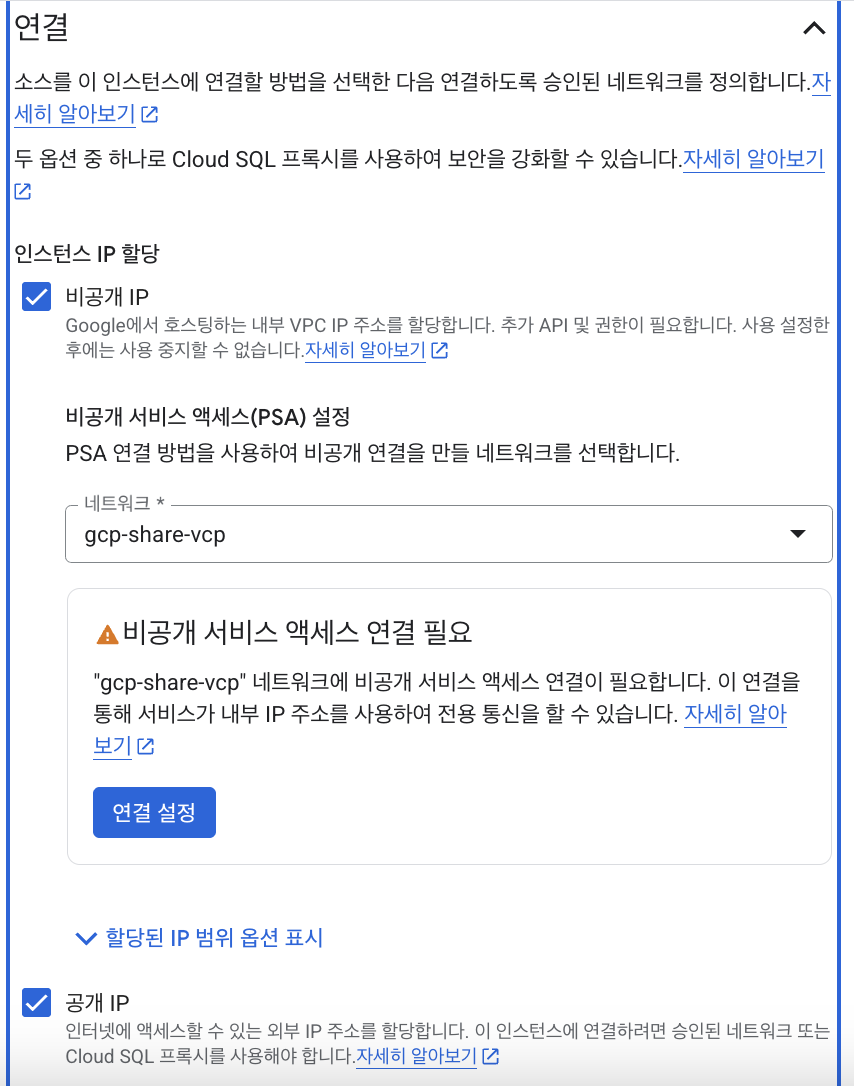 연결
소스를 이 인스턴스에 연결할 방법을 선택한 다음 연결하도록 승인된 네트워크를 정의합니다.자
세히 알아보기
두 옵션 중 하나로 Cloud SQL 프록시를 사용하여 보안을 강화할 수 있습니다.자세히 알아보기
인스턴스 IP 할당
비공개 IP
Google에서 호스팅하는 내부 VPC IP 주소를 할당합니다. 추가 API 및 권한이 필요합니다. 사용 설정한
후에는 사용 중지할 수 없습니다.자세히 알아보기
비공개 서비스 액세스(PSA) 설정
PSA 연결 방법을 사용하여 비공개 연결을 만들 네트워크를 선택합니다.
네트워크 *
gcp-share-vcp
비공개 서비스 액세스 연결 필요
"gcp-share-vcp" 네트워크에 비공개 서비스 액세스 연결이 필요합니다. 이 연결을
통해 서비스가 내부 IP 주소를 사용하여 전용 통신을 할 수 있습니다. 자세히 알아
보기
연결 설정
할당된 IP 범위 옵션 표시
공개 IP
인터넷에 액세스할 수 있는 외부 IP 주소를 할당합니다. 이 인스턴스에 연결하려면 승인된 네트워크 또는
Cloud SQL 프록시를 사용해야 합니다.자세히 알아보기